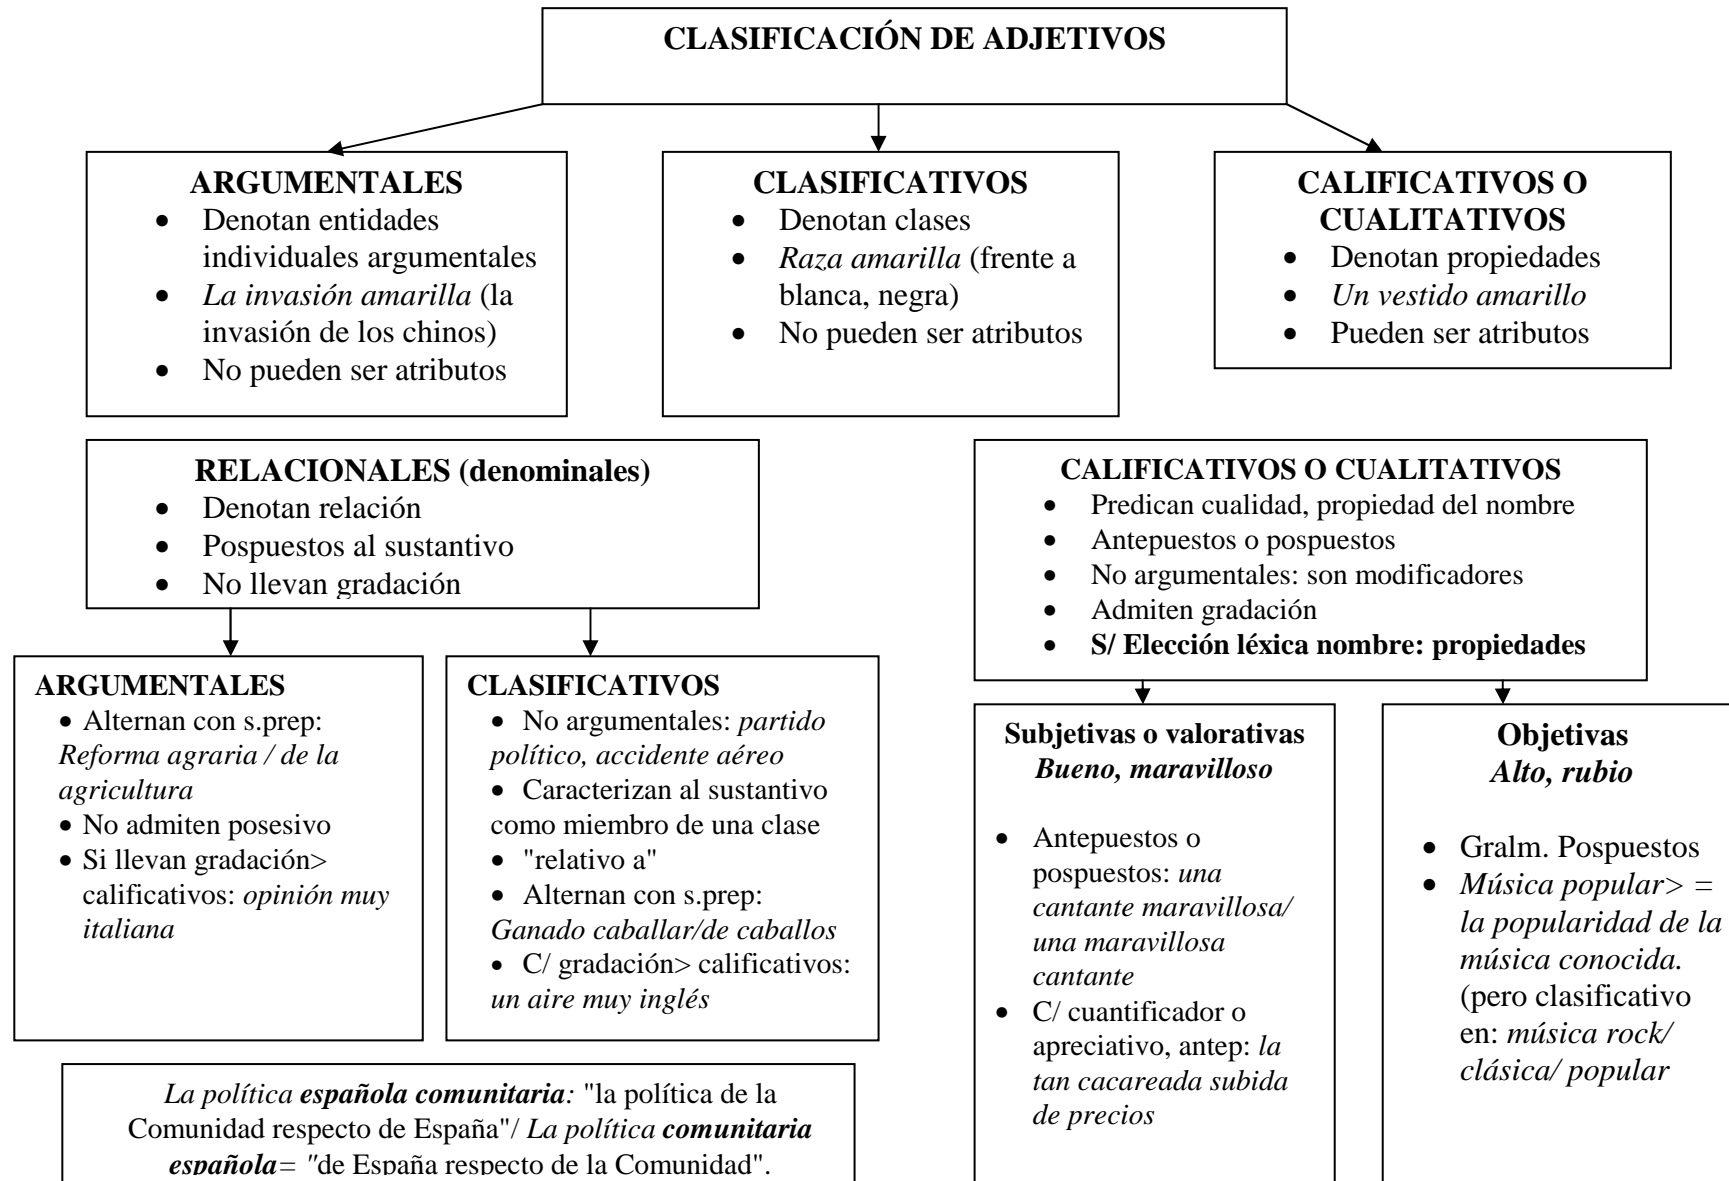 CLASIFICACIÓN DE ADJETIVOS
ARGUMENTALES
• Denotan entidades
individuales argumentales
• La invasión amarilla (la
invasión de los chinos)
• No pueden ser atributos
CLASIFICATIVOS
• Denotan clases
• Raza amarilla (frente a
blanca, negra)
• No pueden ser atributos
CALIFICATIVOS O
CUALITATIVOS
• Denotan propiedades
• Un vestido amarillo
• Pueden ser atributos
RELACIONALES (denominales)
• Denotan relación
• Pospuestos al sustantivo
• No llevan gradación
CALIFICATIVOS O CUALITATIVOS
• Predican cualidad, propiedad del nombre
• Antepuestos o pospuestos
• No argumentales: son modificadores
• Admiten gradación
• S/ Elección léxica nombre: propiedades
ARGUMENTALES
• Alternan con s.prep:
Reforma agraria / de la
agricultura
• No admiten posesivo
• Si llevan gradación>
calificativos: opinión muy
italiana
CLASIFICATIVOS
• No argumentales: partido
político, accidente aéreo
• Caracterizan al sustantivo
como miembro de una clase
• "relativo a"
• Alternan con s.prep:
Ganado caballar/de caballos
• C/ gradación> calificativos:
un aire muy inglés
Subjetivas o valorativas
Bueno, maravilloso
• Antepuestos o
pospuestos: una
cantante maravillosa/
una maravillosa
cantante
• C/ cuantificador o
apreciativo, antep: la
tan cacareada subida
de precios
Objetivas
Alto, rubio
• Gralm. Pospuestos
• Música popular> =
la popularidad de la
música conocida.
(pero clasificativo
en: música rock/
clásica/ popular
La política española comunitaria: "la política de la
Comunidad respecto de España"/ La política comunitaria
española= "de España respecto de la Comunidad".